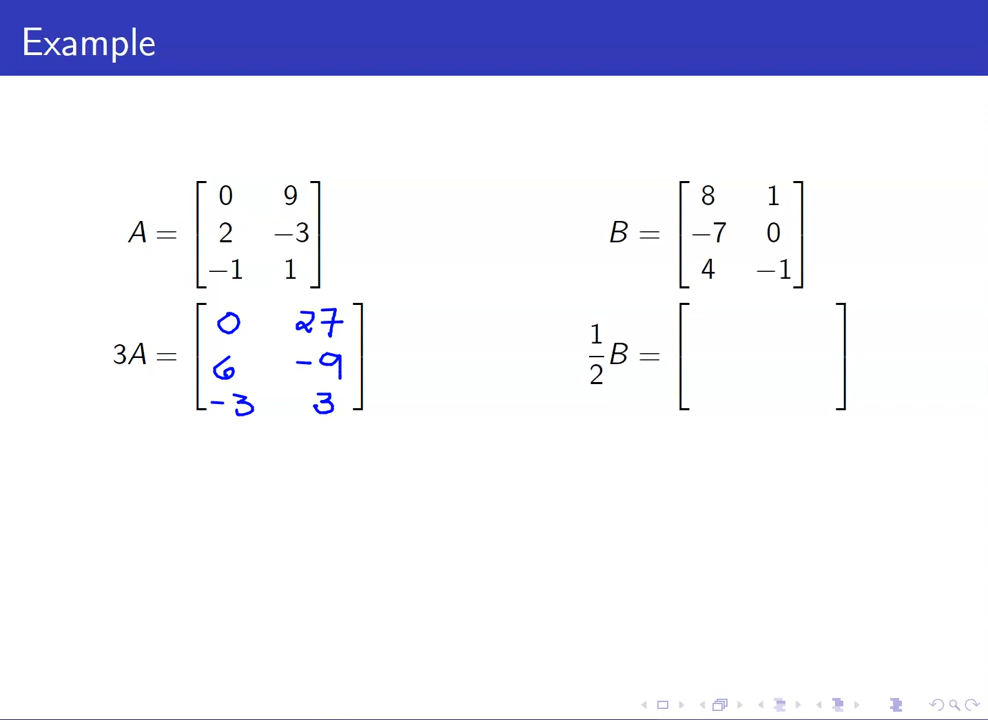 Example
A = [ 0 9
2 −3
−1 1 ]
B = [ 8 1
−7 0
4 −1 ]
3A = [ 0 27
6 -9
-3 3 ]
1/2 B = [ ]